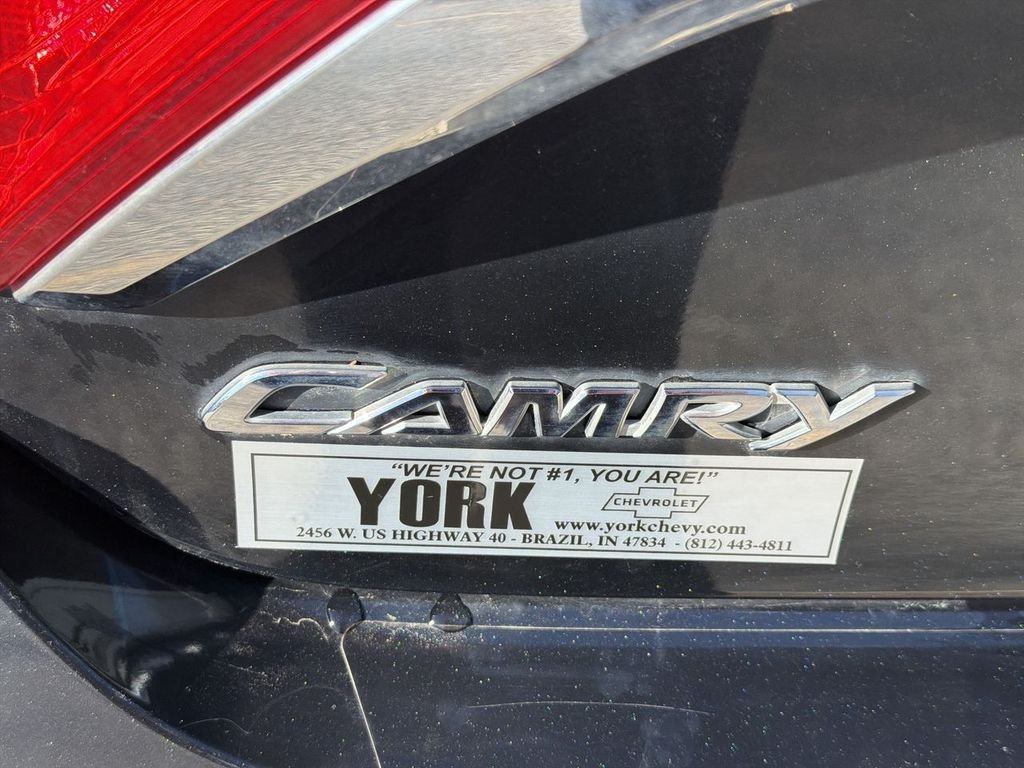 CAMRY
"WE'RE NOT #1, YOU ARE!"
YORK CHEVROLET
www.yorkchevy.com
2456 W. US HIGHWAY 40 - BRAZIL, IN 47834 - (812) 443-4811